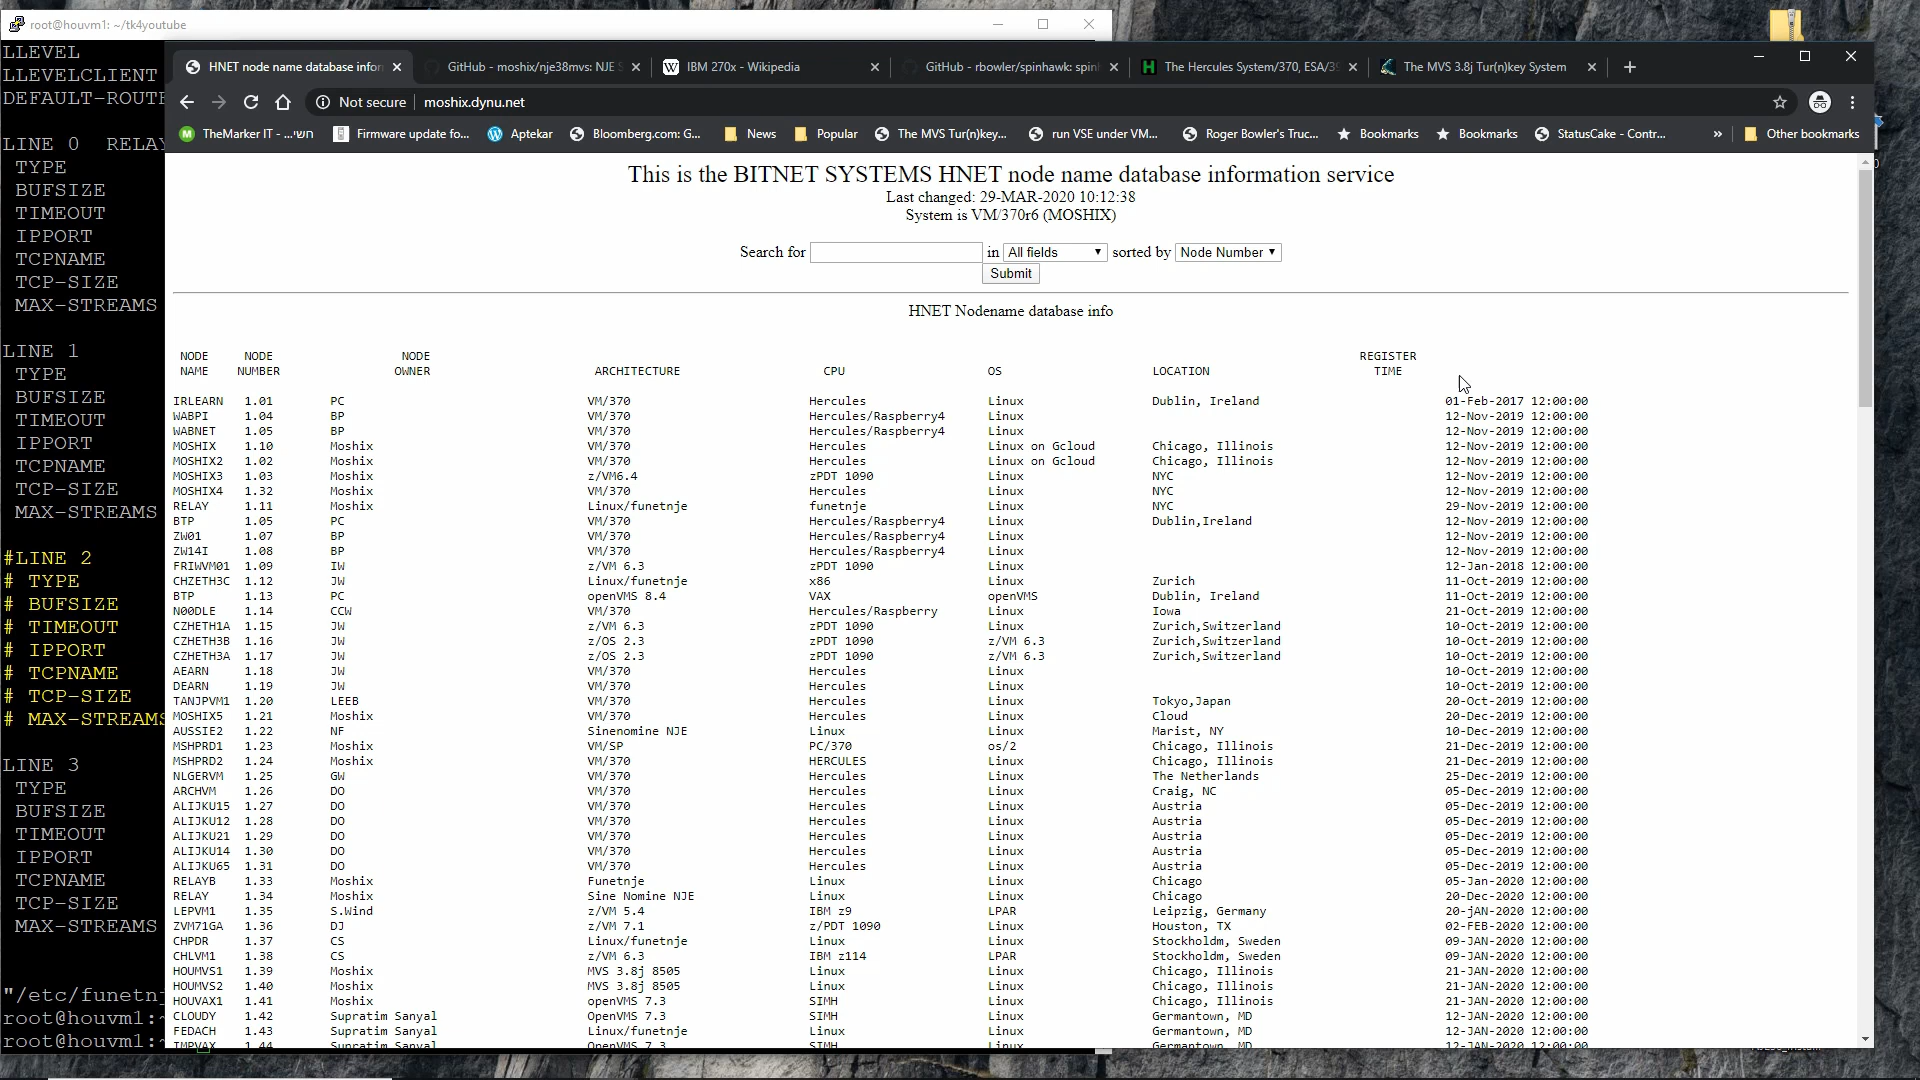 root@houvm1: ~/tk4youtube
LLEVEL
LLEVELCLIENT
DEFAULT-ROUTE
LINE 0 RELAY
TYPE
BUFSIZE
TIMEOUT
IPPORT
TCPNAME
TCP-SIZE
MAX-STREAMS
LINE 1
TYPE
BUFSIZE
TIMEOUT
IPPORT
TCPNAME
TCP-SIZE
MAX-STREAMS
#LINE 2
# TYPE
# BUFSIZE
# TIMEOUT
# IPPORT
# TCPNAME
# TCP-SIZE
# MAX-STREAMS
LINE 3
TYPE
BUFSIZE
TIMEOUT
IPPORT
TCPNAME
TCP-SIZE
MAX-STREAMS
"/etc/funetnj
root@houvm1:~
root@houvm1:~
HNET node name database infor GitHub - moshix/nje38mvs: NJE S IBM 270x - Wikipedia GitHub - rbowler/spinhawk: spinh The Hercules System/370, ESA/39 The MVS 3.8j Tur(n)key System
Not secure moshix.dynu.net
TheMarker IT - ...חשי Firmware update fo... Aptekar Bloomberg.com: G... News Popular The MVS Tur(n)key... run VSE under VM... Roger Bowler's Truc... Bookmarks Bookmarks StatusCake - Contr... » Other bookmarks
This is the BITNET SYSTEMS HNET node name database information service
Last changed: 29-MAR-2020 10:12:38
System is VM/370r6 (MOSHIX)
Search for in All fields sorted by Node Number
Submit
HNET Nodename database info
NODE NODE NODE REGISTER
NAME NUMBER OWNER ARCHITECTURE CPU OS LOCATION TIME
IRLEARN 1.01 PC VM/370 Hercules Linux Dublin, Ireland 01-Feb-2017 12:00:00
WABPI 1.04 BP VM/370 Hercules/Raspberry4 Linux 12-Nov-2019 12:00:00
WABNET 1.05 BP VM/370 Hercules/Raspberry4 Linux 12-Nov-2019 12:00:00
MOSHIX 1.10 Moshix VM/370 Hercules Linux on Gcloud Chicago, Illinois 12-Nov-2019 12:00:00
MOSHIX2 1.02 Moshix VM/370 Hercules Linux on Gcloud Chicago, Illinois 12-Nov-2019 12:00:00
MOSHIX3 1.03 Moshix z/VM6.4 zPDT 1090 Linux NYC 12-Nov-2019 12:00:00
MOSHIX4 1.32 Moshix VM/370 Hercules Linux NYC 12-Nov-2019 12:00:00
RELAY 1.11 Moshix Linux/funetnje funetnje Linux NYC 29-Nov-2019 12:00:00
BTP 1.05 PC VM/370 Hercules/Raspberry4 Linux Dublin,Ireland 12-Nov-2019 12:00:00
ZW01 1.07 BP VM/370 Hercules/Raspberry4 Linux 12-Nov-2019 12:00:00
ZW14I 1.08 BP VM/370 Hercules/Raspberry4 Linux 12-Nov-2019 12:00:00
FRIWVM01 1.09 IW z/VM 6.3 zPDT 1090 Linux 12-Jan-2018 12:00:00
CHZETH3C 1.12 JW Linux/funetnje x86 Linux Zurich 11-Oct-2019 12:00:00
BTP 1.13 PC openVMS 8.4 VAX openVMS Dublin, Ireland 11-Oct-2019 12:00:00
N00DLE 1.14 CCW VM/370 Hercules/Raspberry Linux Iowa 21-Oct-2019 12:00:00
CZHETH1A 1.15 JW z/VM 6.3 zPDT 1090 Linux Zurich,Switzerland 10-Oct-2019 12:00:00
CZHETH3B 1.16 JW z/OS 2.3 zPDT 1090 z/VM 6.3 Zurich,Switzerland 10-Oct-2019 12:00:00
CZHETH3A 1.17 JW z/OS 2.3 zPDT 1090 z/VM 6.3 Zurich,Switzerland 10-Oct-2019 12:00:00
AEARN 1.18 JW VM/370 Hercules Linux 10-Oct-2019 12:00:00
DEARN 1.19 JW VM/370 Hercules Linux 10-Oct-2019 12:00:00
TANJPVM1 1.20 LEEB VM/370 Hercules Linux Tokyo,Japan 20-Oct-2019 12:00:00
MOSHIX5 1.21 Moshix VM/370 Hercules Linux Cloud 20-Dec-2019 12:00:00
AUSSIE2 1.22 NF Sinenomine NJE Linux Linux Marist, NY 10-Dec-2019 12:00:00
MSHPRD1 1.23 Moshix VM/SP PC/370 os/2 Chicago, Illinois 21-Dec-2019 12:00:00
MSHPRD2 1.24 Moshix VM/370 HERCULES Linux Chicago, Illinois 21-Dec-2019 12:00:00
NLGERVM 1.25 GW VM/370 Hercules Linux The Netherlands 25-Dec-2019 12:00:00
ARCHVM 1.26 DO VM/370 Hercules Linux Craig, NC 05-Dec-2019 12:00:00
ALIJKU15 1.27 DO VM/370 Hercules Linux Austria 05-Dec-2019 12:00:00
ALIJKU12 1.28 DO VM/370 Hercules Linux Austria 05-Dec-2019 12:00:00
ALIJKU21 1.29 DO VM/370 Hercules Linux Austria 05-Dec-2019 12:00:00
ALIJKU14 1.30 DO VM/370 Hercules Linux Austria 05-Dec-2019 12:00:00
ALIJKU65 1.31 DO VM/370 Hercules Linux Austria 05-Dec-2019 12:00:00
RELAYB 1.33 Moshix Funetnje Linux Linux Chicago 05-Jan-2020 12:00:00
RELAY 1.34 Moshix Sine Nomine NJE Linux Linux Chicago 20-Dec-2020 12:00:00
LEPVM1 1.35 S.Wind z/VM 5.4 IBM z9 LPAR Leipzig, Germany 20-jAN-2020 12:00:00
ZVM71GA 1.36 DJ z/VM 7.1 z/PDT 1090 Linux Houston, TX 02-FEB-2020 12:00:00
CHPDR 1.37 CS Linux/funetnje Linux Linux Stockholdm, Sweden 09-JAN-2020 12:00:00
CHLVM1 1.38 CS z/VM 6.3 IBM z114 LPAR Stockholdm, Sweden 09-JAN-2020 12:00:00
HOUMVS1 1.39 Moshix MVS 3.8j 8505 Linux Linux Chicago, Illinois 21-JAN-2020 12:00:00
HOUMVS2 1.40 Moshix MVS 3.8j 8505 Linux Linux Chicago, Illinois 21-JAN-2020 12:00:00
HOUVAX1 1.41 Moshix openVMS 7.3 SIMH Linux Chicago, Illinois 21-JAN-2020 12:00:00
CLOUDY 1.42 Supratim Sanyal OpenVMS 7.3 SIMH Linux Germantown, MD 12-JAN-2020 12:00:00
FEDACH 1.43 Supratim Sanyal Linux/funetnje Linux Linux Germantown, MD 12-JAN-2020 12:00:00
IMPVAX 1.44 Supratim Sanyal OpenVMS 7.3 SIMH Linux Germantown, MD 12-JAN-2020 12:00:00